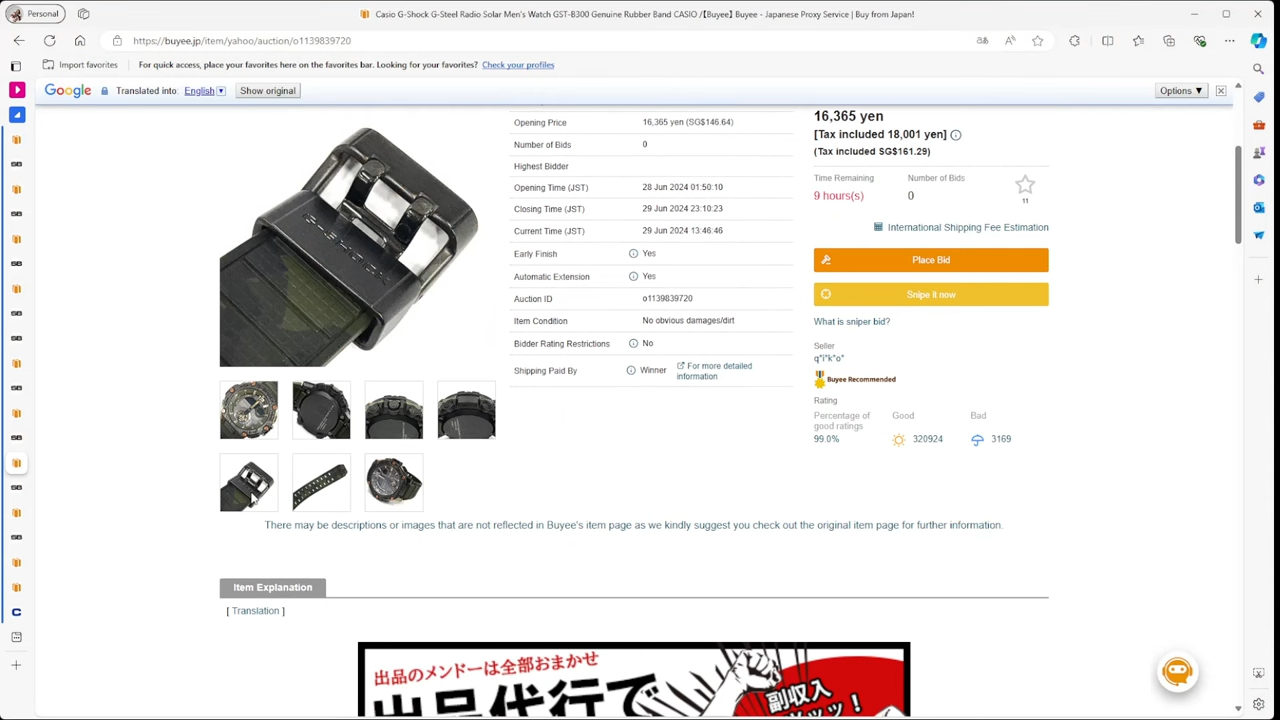 Personal
Casio G-Shock G-Steel Radio Solar Men's Watch GST-B300 Genuine Rubber Band CASIO /【Buyee】 Buyee - Japanese Proxy Service | Buy from Japan!
https://buyee.jp/item/yahoo/auction/o1139839720
Import favorites
For quick access, place your favorites here on the favorites bar. Looking for your favorites? Check your profiles
Google
Translated into: English
Show original
Options ▼
Opening Price 16,365 yen (SG$146.64)
Number of Bids 0
Highest Bidder
Opening Time (JST) 28 Jun 2024 01:50:10
Closing Time (JST) 29 Jun 2024 23:10:23
Current Time (JST) 29 Jun 2024 13:46:46
Early Finish Yes
Automatic Extension Yes
Auction ID o1139839720
Item Condition No obvious damages/dirt
Bidder Rating Restrictions No
Shipping Paid By Winner For more detailed
information
16,365 yen
[Tax included 18,001 yen]
(Tax included SG$161.29)
Time Remaining Number of Bids
9 hours(s) 0
11
International Shipping Fee Estimation
Place Bid
Snipe it now
What is sniper bid?
Seller
q*i*k*o*
Buyee Recommended
Rating
Percentage of Good Bad
good ratings
99.0% 320924 3169
G-SHOCK
There may be descriptions or images that are not reflected in Buyee's item page as we kindly suggest you check out the original item page for further information.
Item Explanation
[ Translation ]
出品のメンドーは全部おまかせ
出品代行で
副収入
ッ！